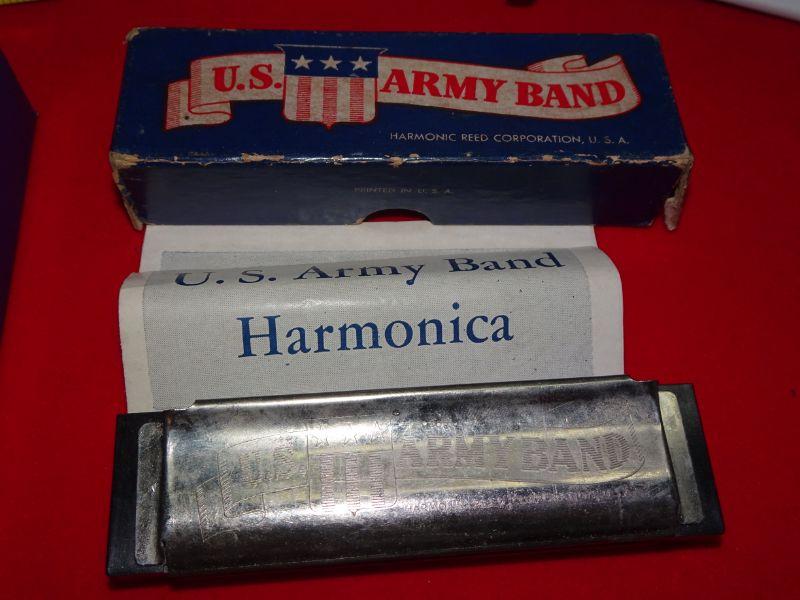 U.S. ARMY BAND
HARMONIC REED CORPORATION, U. S. A.
PRINTED IN U. S. A.
U. S. Army Band
Harmonica
U.S. ARMY BAND